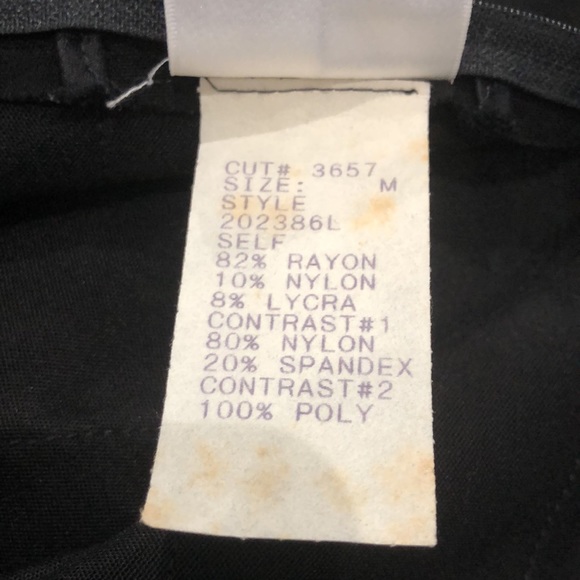 CUT# 3657
SIZE: M
STYLE
202386L
SELF
82% RAYON
10% NYLON
8% LYCRA
CONTRAST#1
80% NYLON
20% SPANDEX
CONTRAST#2
100% POLY